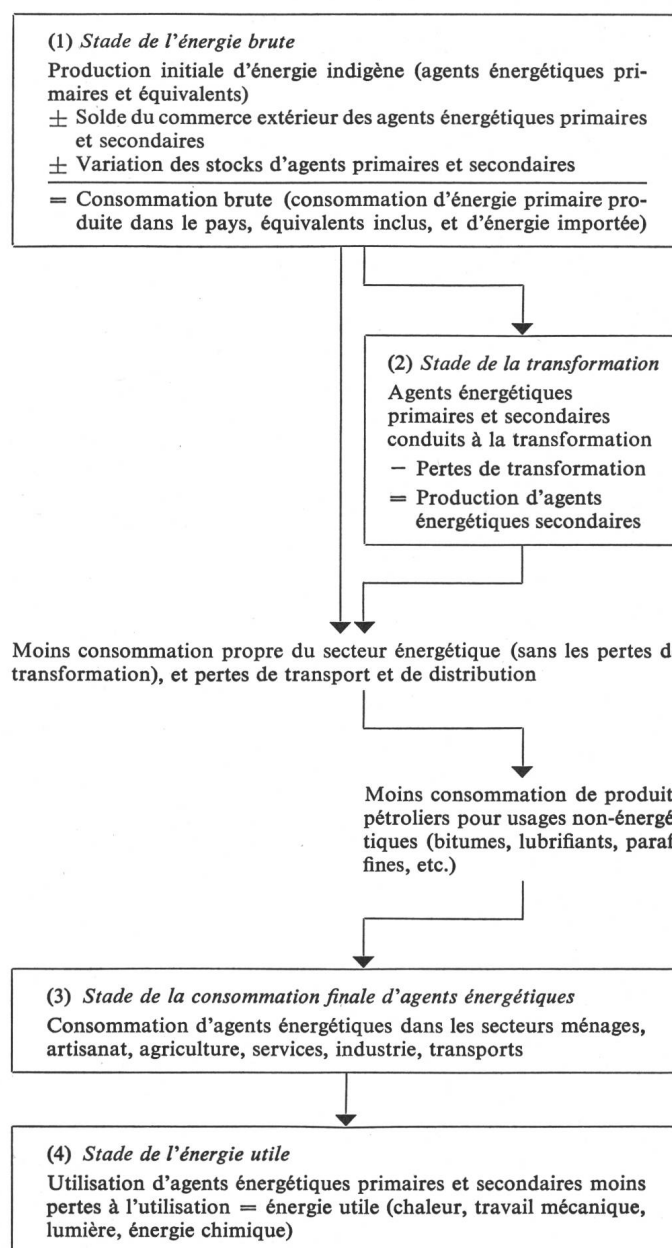 (1) Stade de l'énergie brute
Production initiale d'énergie indigène (agents énergétiques pri-
maires et équivalents)
± Solde du commerce extérieur des agents énergétiques primaires
et secondaires
± Variation des stocks d'agents primaires et secondaires
= Consommation brute (consommation d'énergie primaire pro-
duite dans le pays, équivalents inclus, et d'énergie importée)
(2) Stade de la transformation
Agents énergétiques
primaires et secondaires
conduits à la transformation
− Pertes de transformation
= Production d'agents
énergétiques secondaires
Moins consommation propre du secteur énergétique (sans les pertes d
transformation), et pertes de transport et de distribution
Moins consommation de produit
pétroliers pour usages non-énergé
tiques (bitumes, lubrifiants, paraf
fines, etc.)
(3) Stade de la consommation finale d'agents énergétiques
Consommation d'agents énergétiques dans les secteurs ménages,
artisanat, agriculture, services, industrie, transports
(4) Stade de l'énergie utile
Utilisation d'agents énergétiques primaires et secondaires moins
pertes à l'utilisation = énergie utile (chaleur, travail mécanique,
lumière, énergie chimique)